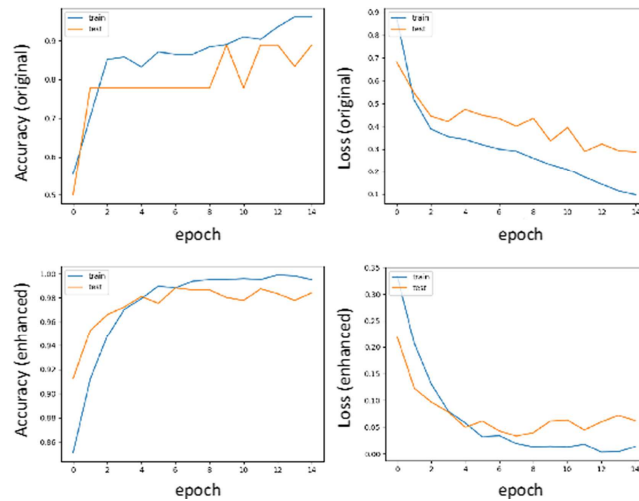 train
test
Accuracy (original)
0.9
0.8
0.7
0.6
0.5
0 2 4 6 8 10 12 14
epoch
train
test
Loss (original)
0.9
0.8
0.7
0.6
0.5
0.4
0.3
0.2
0.1
0 2 4 6 8 10 12 14
epoch
train
test
Accuracy (enhanced)
1.00
0.98
0.96
0.94
0.92
0.90
0.88
0.86
0 2 4 6 8 10 12 14
epoch
train
test
Loss (enhanced)
0.35
0.30
0.25
0.20
0.15
0.10
0.05
0.00
0 2 4 6 8 10 12 14
epoch